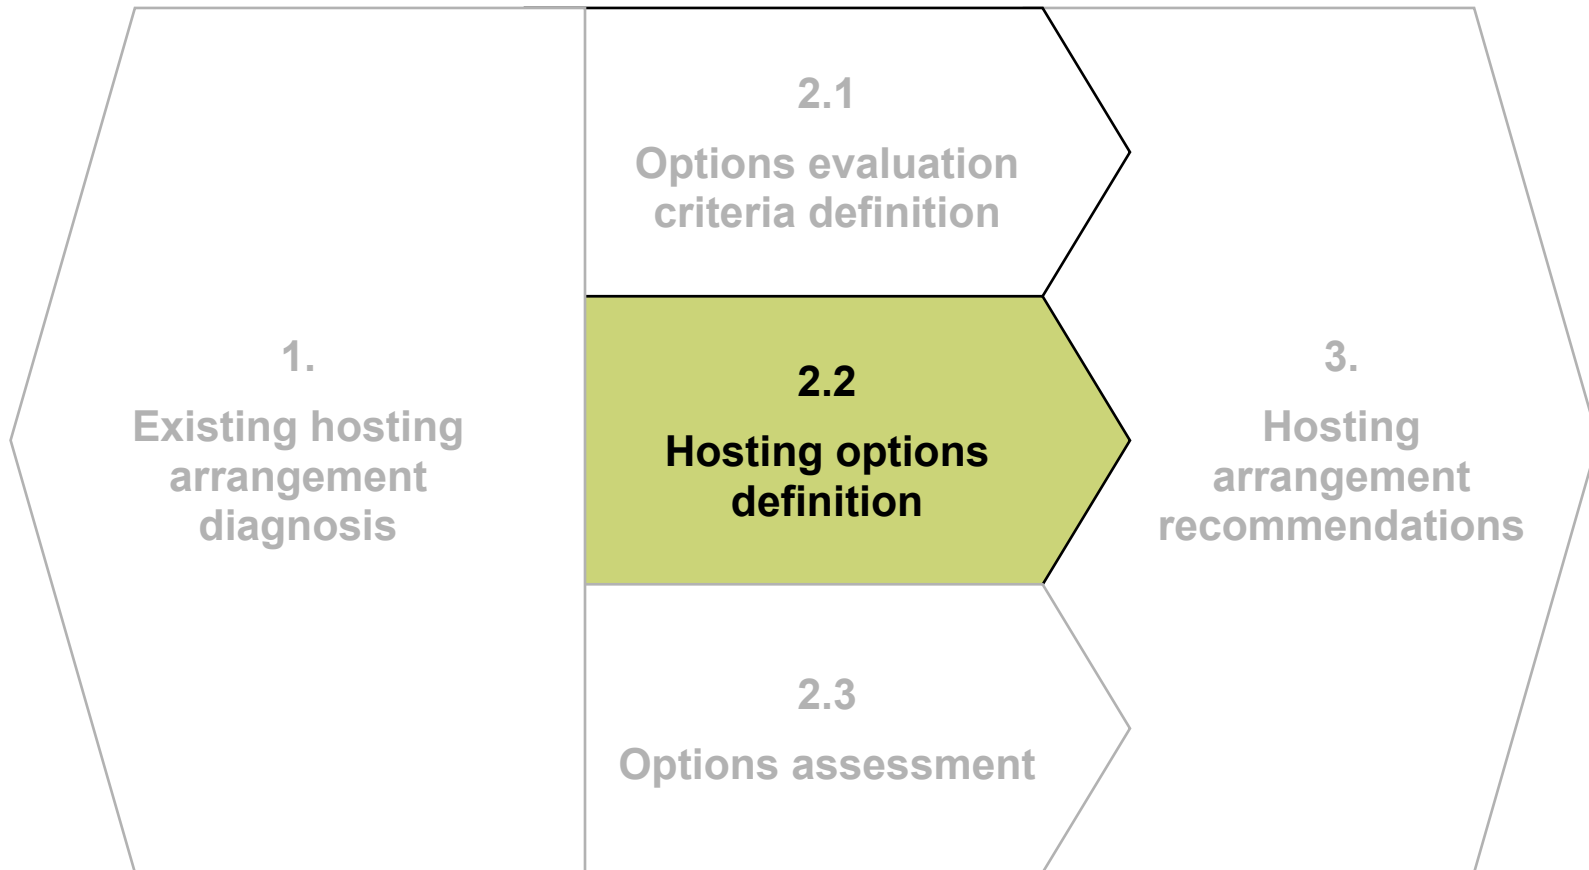 1.
Existing hosting
arrangement
diagnosis
2.1
Options evaluation
criteria definition
2.2
Hosting options
definition
2.3
Options assessment
3.
Hosting
arrangement
recommendations